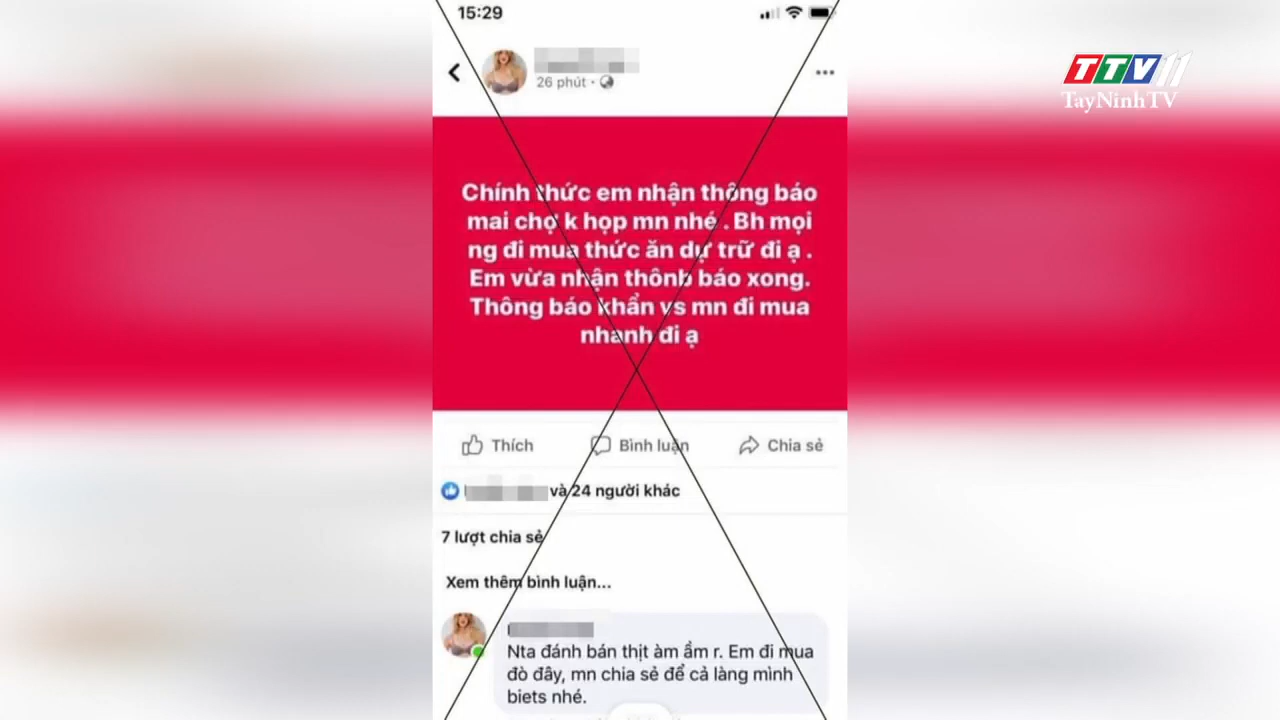 15:29
TTV11
TayNinhTV
26 phút ·
Chính thức em nhận thông báo
mai chợ k họp mn nhé . Bh mọi
ng đi mua thức ăn dự trữ đi ạ .
Em vừa nhận thônb báo xong.
Thông báo khẩn vs mn đi mua
nhanh đi ạ
Thích Bình luận Chia sẻ
và 24 người khác
7 lượt chia sẻ
Xem thêm bình luận...
Nta đánh bán thịt àm ầm r. Em đi mua
đò đây, mn chia sẻ để cả làng mình
biets nhé.